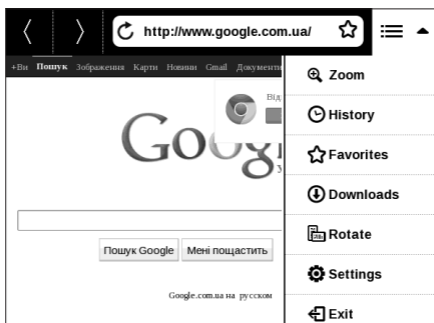 http://www.google.com.ua/
+Ви Пошук Зображення Карти Новини Gmail Документи
Zoom
Від
History
Favorites
Downloads
Пошук Google Мені пощастить
Rotate
Settings
Google.com.ua на русском
Exit